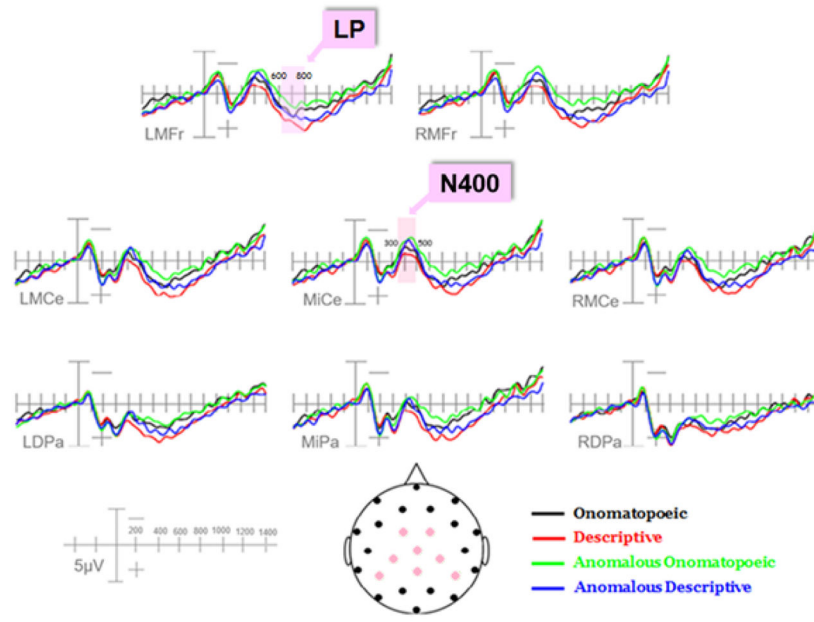 LP
600 800
LMFr
RMFr
N400
300 500
LMCe
MiCe
RMCe
LDPa
MiPa
RDPa
200 400 600 800 1000 1200 1400
5µV
Onomatopoeic
Descriptive
Anomalous Onomatopoeic
Anomalous Descriptive